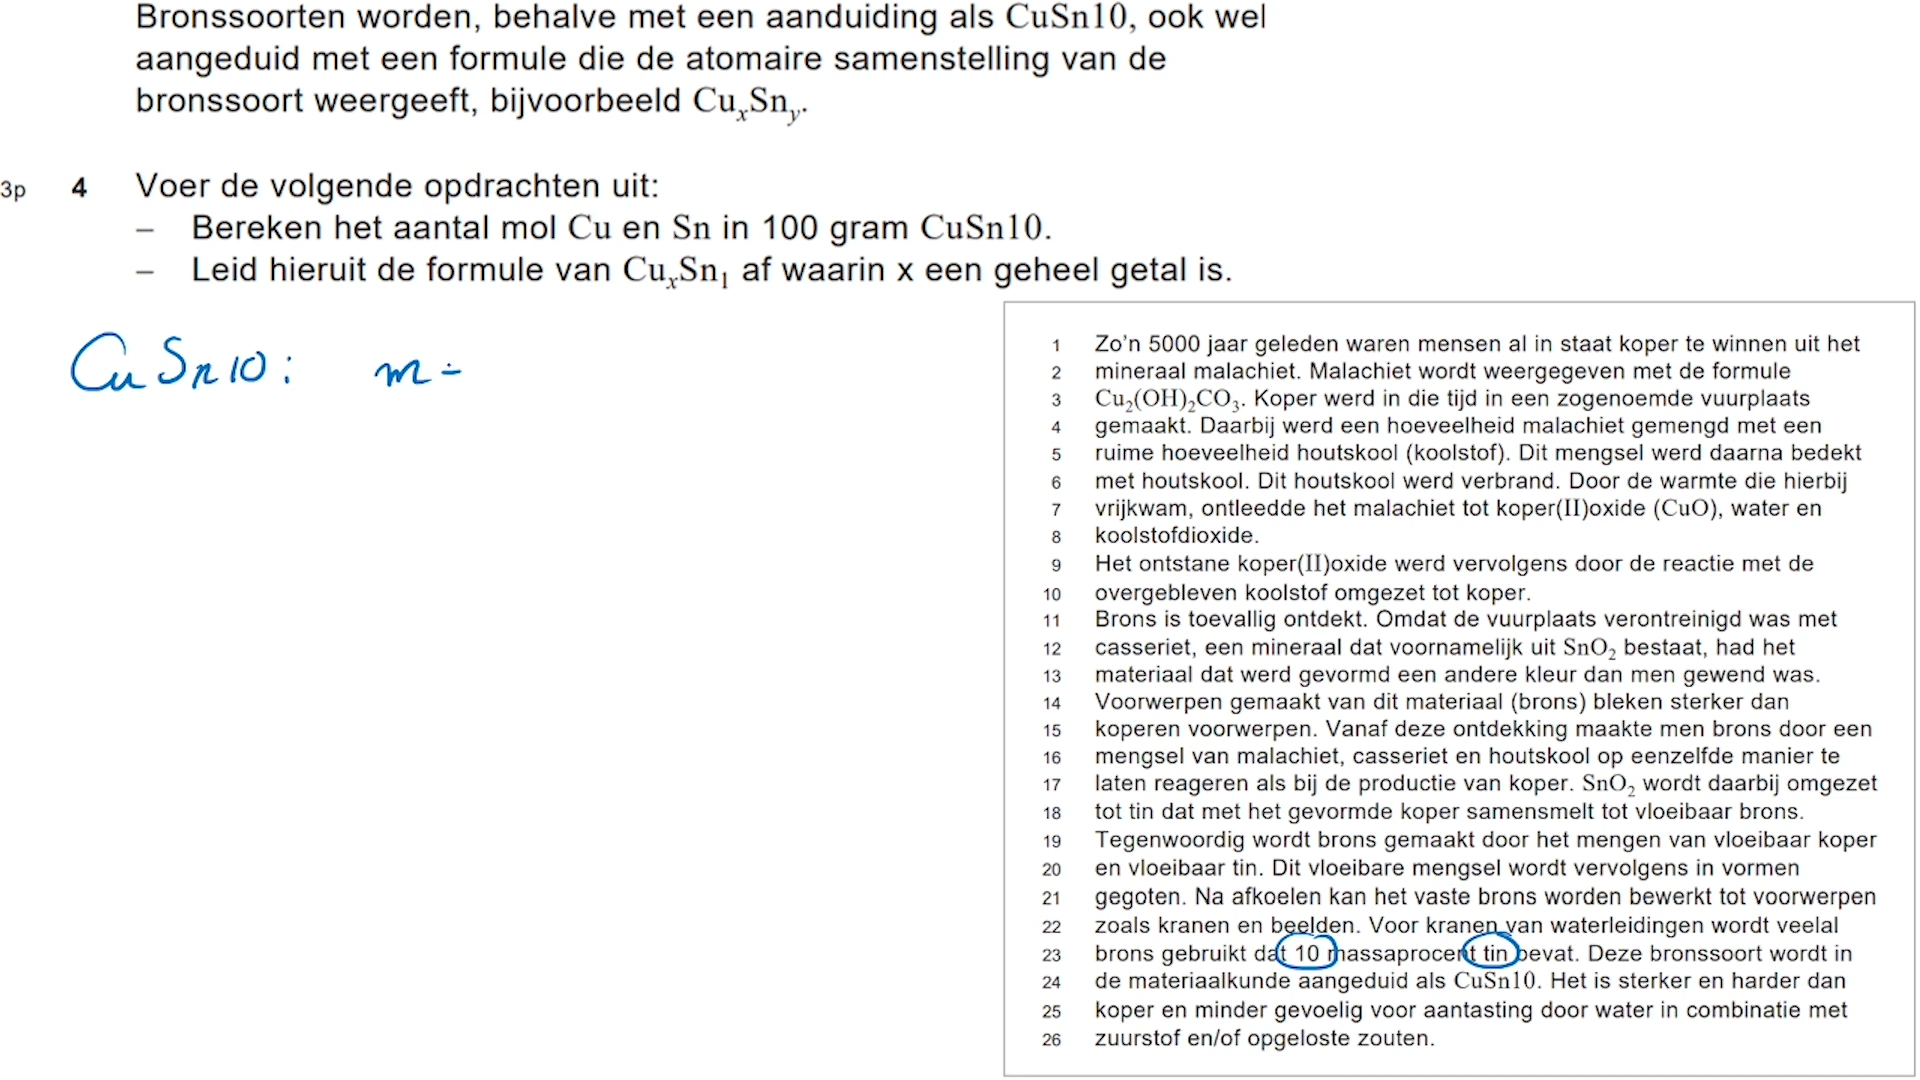 Bronssoorten worden, behalve met een aanduiding als CuSn10, ook wel
aangeduid met een formule die de atomaire samenstelling van de
bronssoort weergeeft, bijvoorbeeld CuₓSnᵧ.
3p 4 Voer de volgende opdrachten uit:
– Bereken het aantal mol Cu en Sn in 100 gram CuSn10.
– Leid hieruit de formule van CuₓSn₁ af waarin x een geheel getal is.
CuSn10: m =
1 Zo’n 5000 jaar geleden waren mensen al in staat koper te winnen uit het
2 mineraal malachiet. Malachiet wordt weergegeven met de formule
3 Cu₂(OH)₂CO₃. Koper werd in die tijd in een zogenoemde vuurplaats
4 gemaakt. Daarbij werd een hoeveelheid malachiet gemengd met een
5 ruime hoeveelheid houtskool (koolstof). Dit mengsel werd daarna bedekt
6 met houtskool. Dit houtskool werd verbrand. Door de warmte die hierbij
7 vrijkwam, ontleedde het malachiet tot koper(II)oxide (CuO), water en
8 koolstofdioxide.
9 Het ontstane koper(II)oxide werd vervolgens door de reactie met de
10 overgebleven koolstof omgezet tot koper.
11 Brons is toevallig ontdekt. Omdat de vuurplaats verontreinigd was met
12 casseriet, een mineraal dat voornamelijk uit SnO₂ bestaat, had het
13 materiaal dat werd gevormd een andere kleur dan men gewend was.
14 Voorwerpen gemaakt van dit materiaal (brons) bleken sterker dan
15 koperen voorwerpen. Vanaf deze ontdekking maakte men brons door een
16 mengsel van malachiet, casseriet en houtskool op eenzelfde manier te
17 laten reageren als bij de productie van koper. SnO₂ wordt daarbij omgezet
18 tot tin dat met het gevormde koper samensmelt tot vloeibaar brons.
19 Tegenwoordig wordt brons gemaakt door het mengen van vloeibaar koper
20 en vloeibaar tin. Dit vloeibare mengsel wordt vervolgens in vormen
21 gegoten. Na afkoelen kan het vaste brons worden bewerkt tot voorwerpen
22 zoals kranen en beelden. Voor kranen van waterleidingen wordt veelal
23 brons gebruikt dat 10 massaprocent tin bevat. Deze bronssoort wordt in
24 de materiaalkunde aangeduid als CuSn10. Het is sterker en harder dan
25 koper en minder gevoelig voor aantasting door water in combinatie met
26 zuurstof en/of opgeloste zouten.